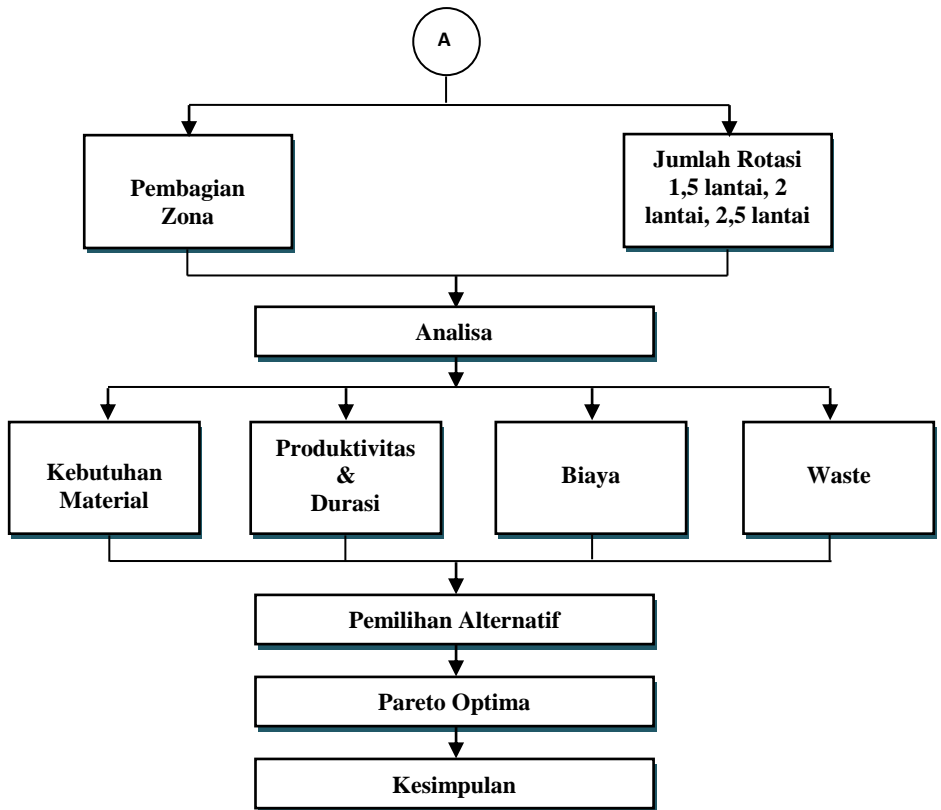 A
Pembagian
Zona
Jumlah Rotasi
1,5 lantai, 2
lantai, 2,5 lantai
Analisa
Kebutuhan
Material
Produktivitas
&
Durasi
Biaya
Waste
Pemilihan Alternatif
Pareto Optima
Kesimpulan